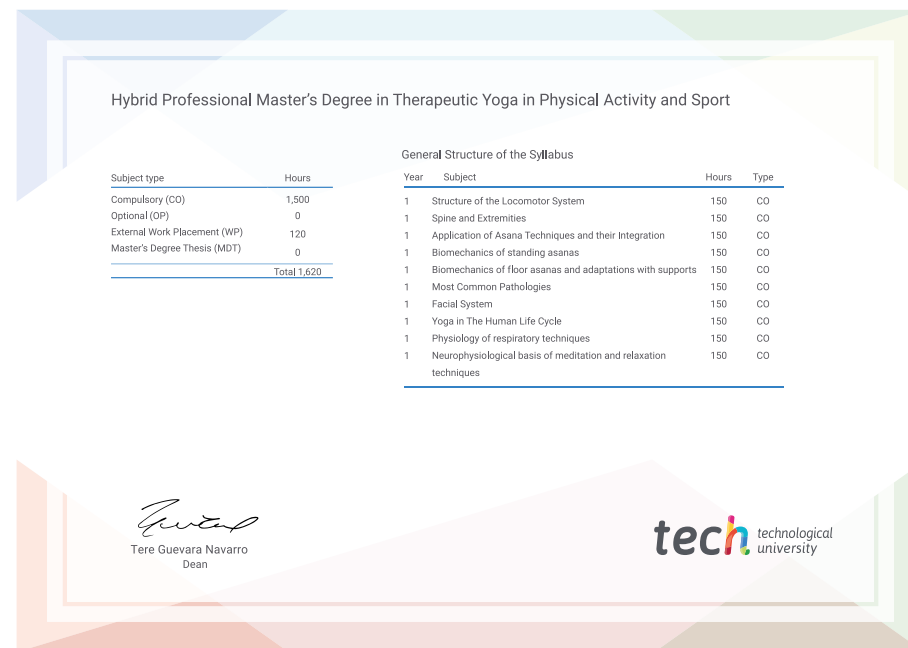 Hybrid Professional Master's Degree in Therapeutic Yoga in Physical Activity and Sport
Subject type Hours
Compulsory (CO) 1,500
Optional (OP) 0
External Work Placement (WP) 120
Master's Degree Thesis (MDT) 0
Total 1,620
General Structure of the Syllabus
Year Subject Hours Type
1 Structure of the Locomotor System 150 CO
1 Spine and Extremities 150 CO
1 Application of Asana Techniques and their Integration 150 CO
1 Biomechanics of standing asanas 150 CO
1 Biomechanics of floor asanas and adaptations with supports 150 CO
1 Most Common Pathologies 150 CO
1 Facial System 150 CO
1 Yoga in The Human Life Cycle 150 CO
1 Physiology of respiratory techniques 150 CO
1 Neurophysiological basis of meditation and relaxation 150 CO
techniques
Tere Guevara Navarro
Dean
tech technological
university